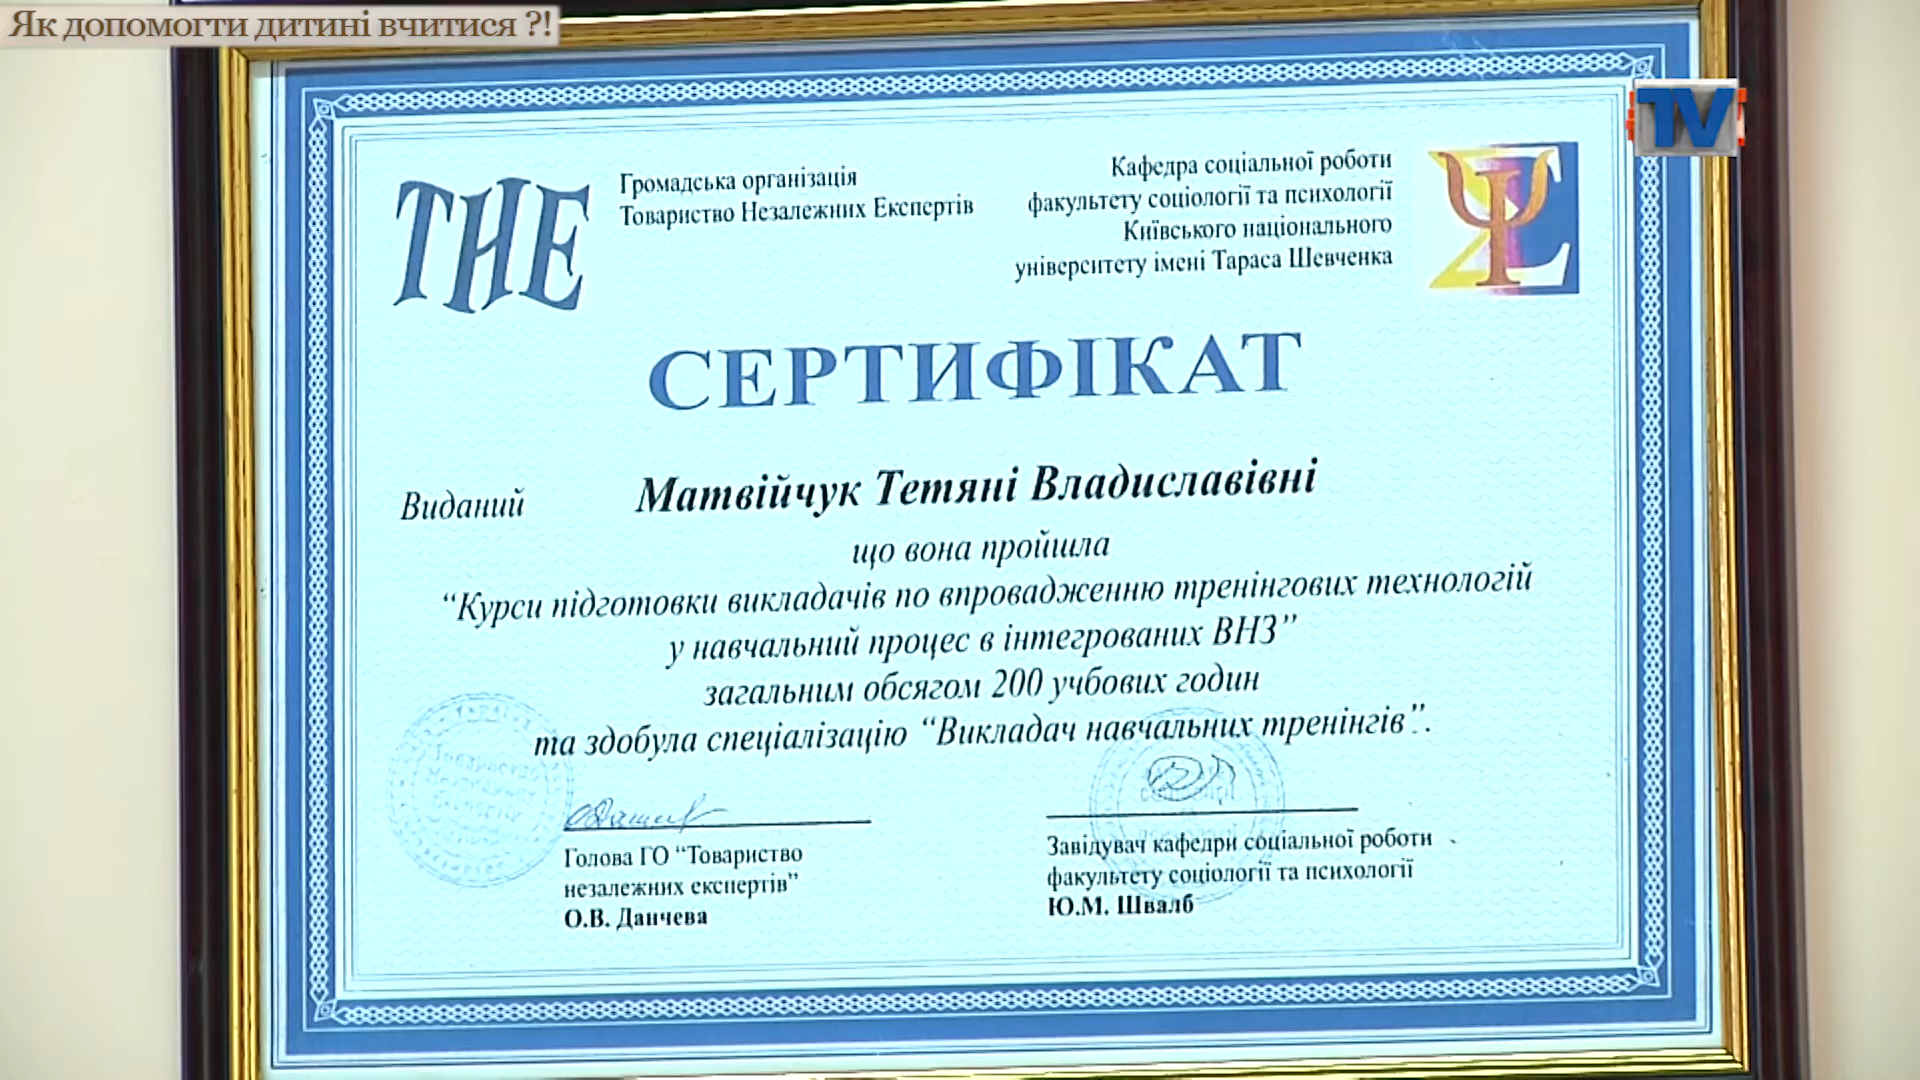 Як допомогти дитині вчитися ?!
TV
THE
Громадська організація
Товариство Незалежних Експертів
Кафедра соціальної роботи
факультету соціології та психології
Київського національного
університету імені Тараса Шевченка
СЕРТИФІКАТ
Виданий Матвійчук Тетяні Владиславівні
що вона пройшла
“Курси підготовки викладачів по впровадженню тренінгових технологій
у навчальний процес в інтегрованих ВНЗ”
загальним обсягом 200 учбових годин
та здобула спеціалізацію “Викладач навчальних тренінгів”.
Голова ГО “Товариство
незалежних експертів”
О.В. Данчева
Завідувач кафедри соціальної роботи
факультету соціології та психології
Ю.М. Швалб